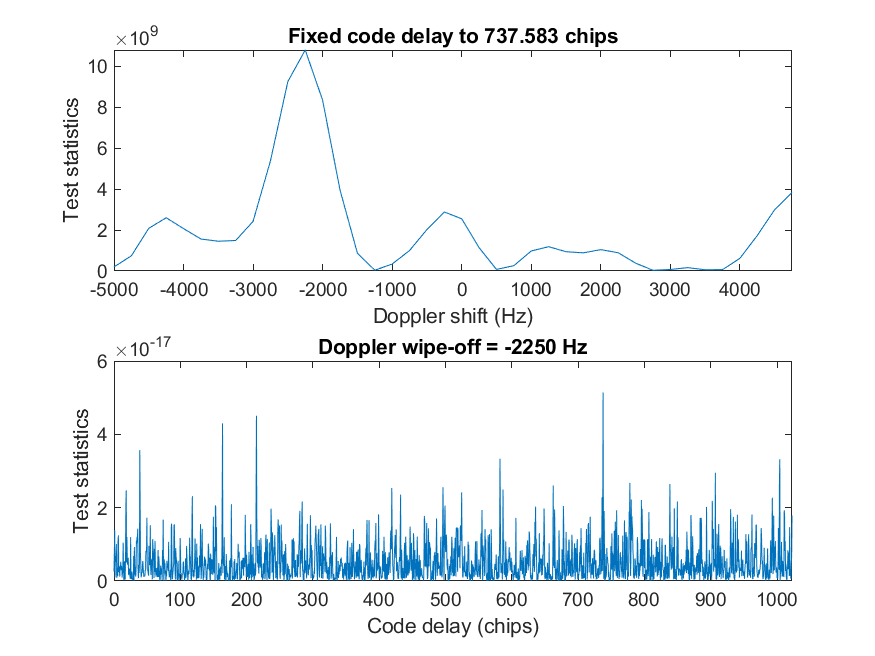 Fixed code delay to 737.583 chips
×10^9
10
8
6
4
2
0
Test statistics
-5000 -4000 -3000 -2000 -1000 0 1000 2000 3000 4000
Doppler shift (Hz)
Doppler wipe-off = -2250 Hz
×10^-17
6
4
2
0
Test statistics
0 100 200 300 400 500 600 700 800 900 1000
Code delay (chips)